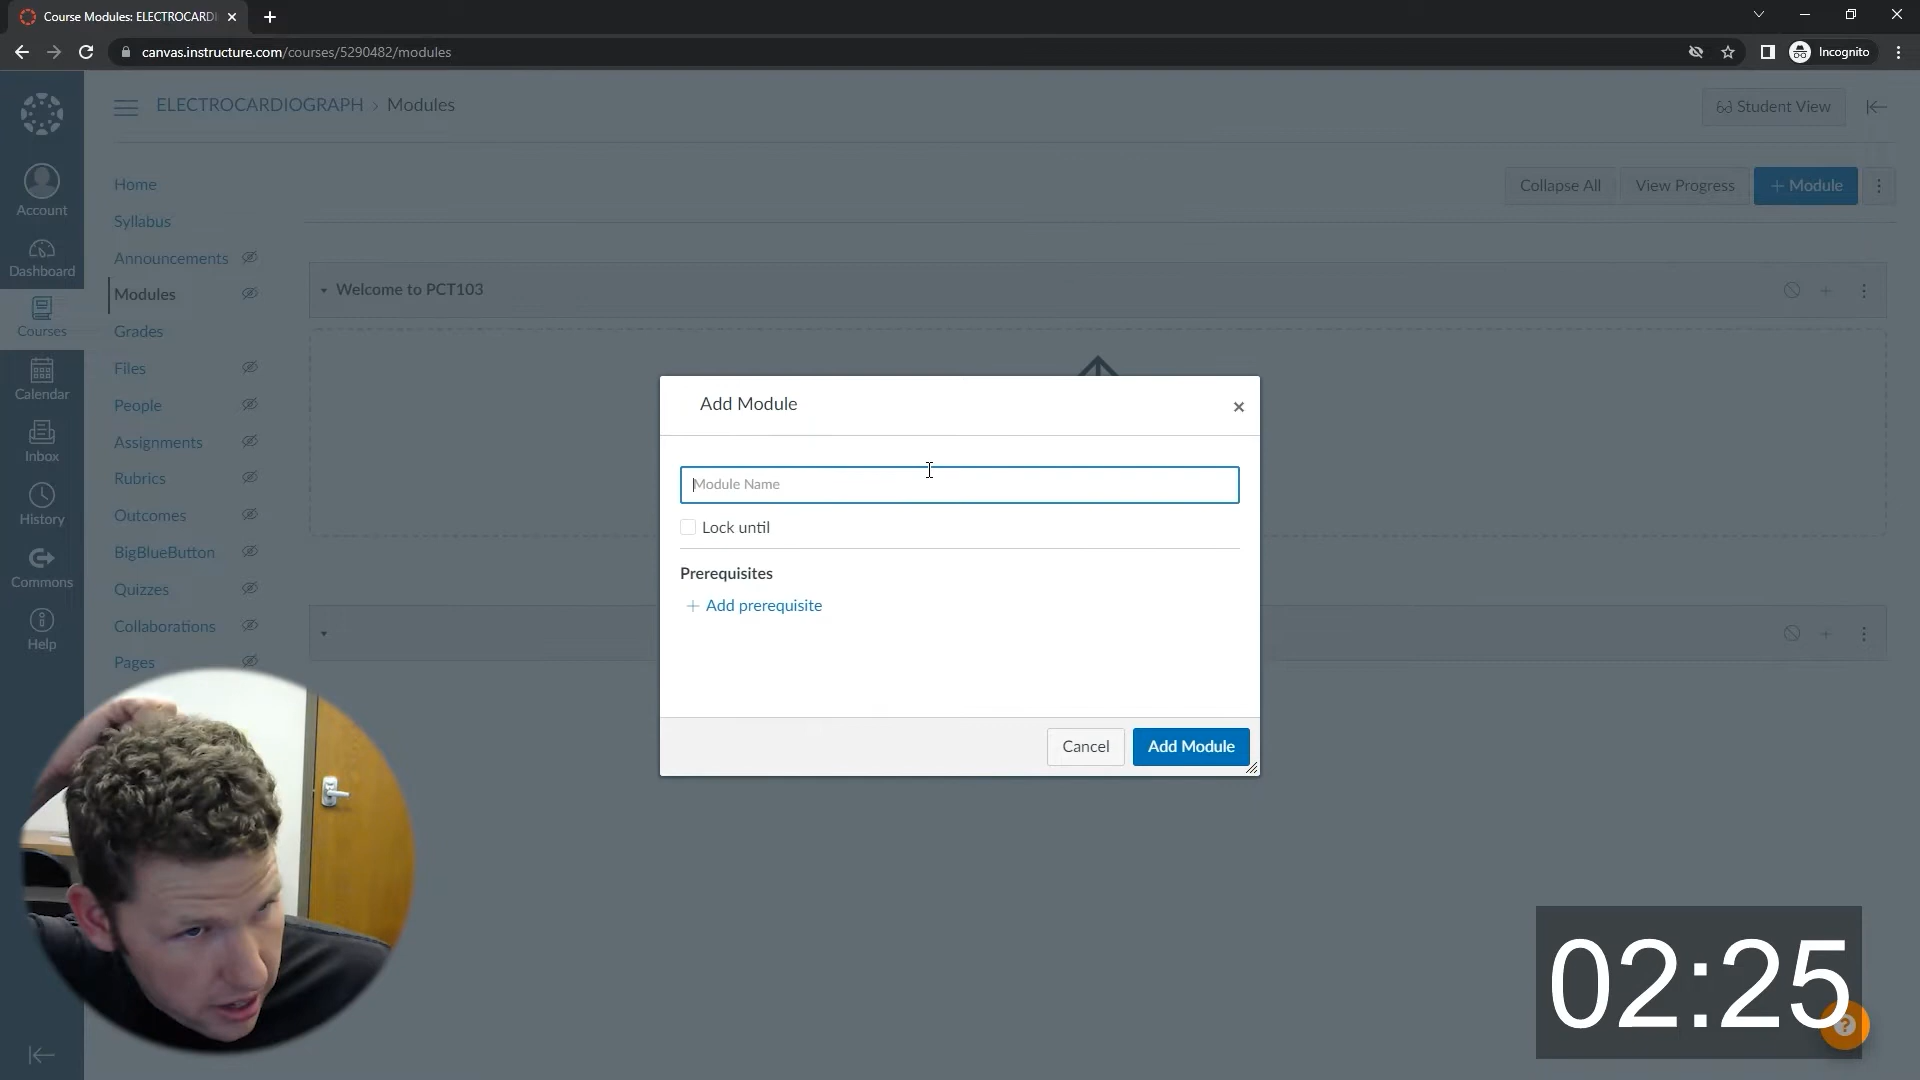 Course Modules: ELECTROCARDI
canvas.instructure.com/courses/5290482/modules
Incognito
ELECTROCARDIOGRAPH › Modules
Student View
Account
Dashboard
Courses
Calendar
Inbox
History
Commons
Help
Home
Syllabus
Announcements
Modules
Grades
Files
People
Assignments
Rubrics
Outcomes
BigBlueButton
Quizzes
Collaborations
Pages
Collapse All
View Progress
+ Module
Welcome to PCT103
Add Module
Module Name
Lock until
Prerequisites
+ Add prerequisite
Cancel
Add Module
02:25
?